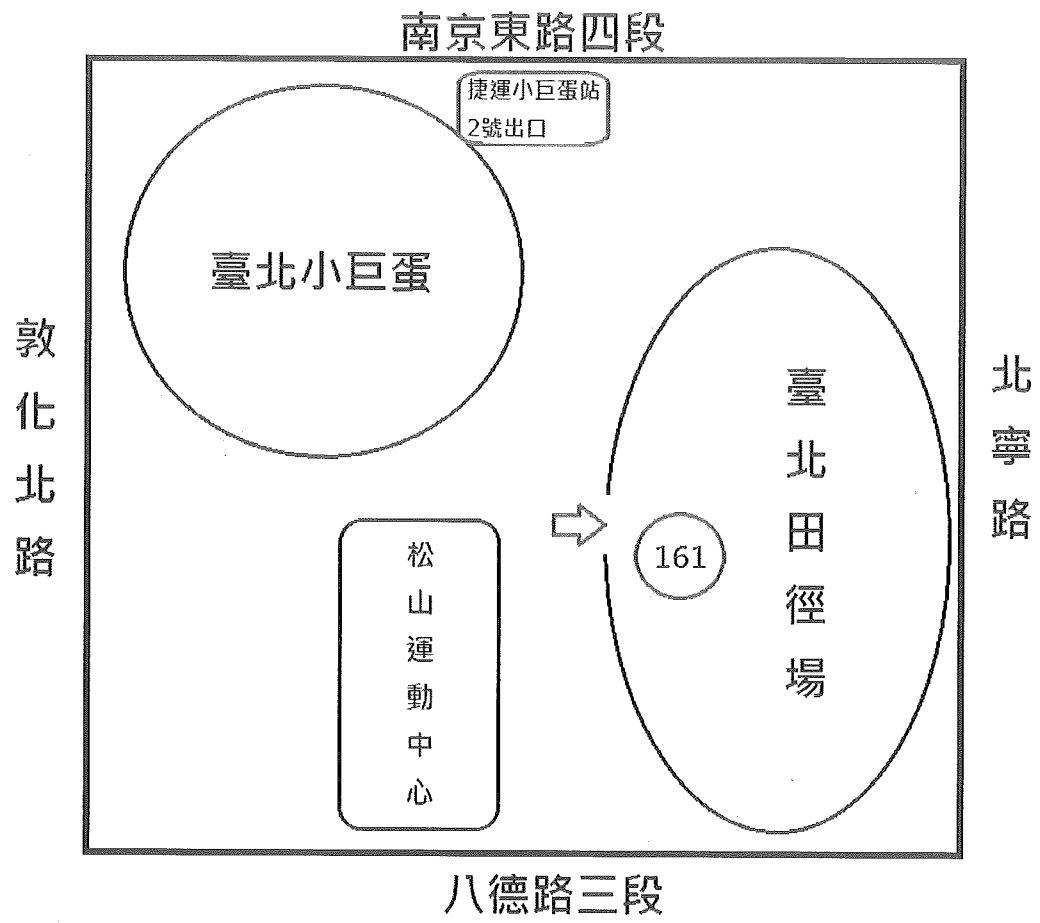 南京東路四段
捷運小巨蛋站
2號出口
臺北小巨蛋
敦化北路
北寧路
臺北田徑場
161
松山運動中心
八德路三段